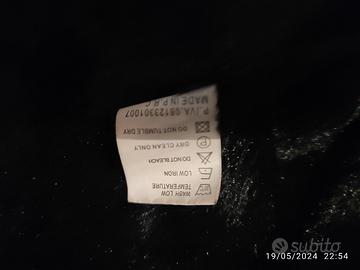 WASH LOW
TEMPERATURE
LOW IRON
DO NOT BLEACH
DRY CLEAN ONLY
DO NOT TUMBLE DRY
P.IVA.08123301007
MADE IN P.R.C.
subito
19/05/2024 22:54